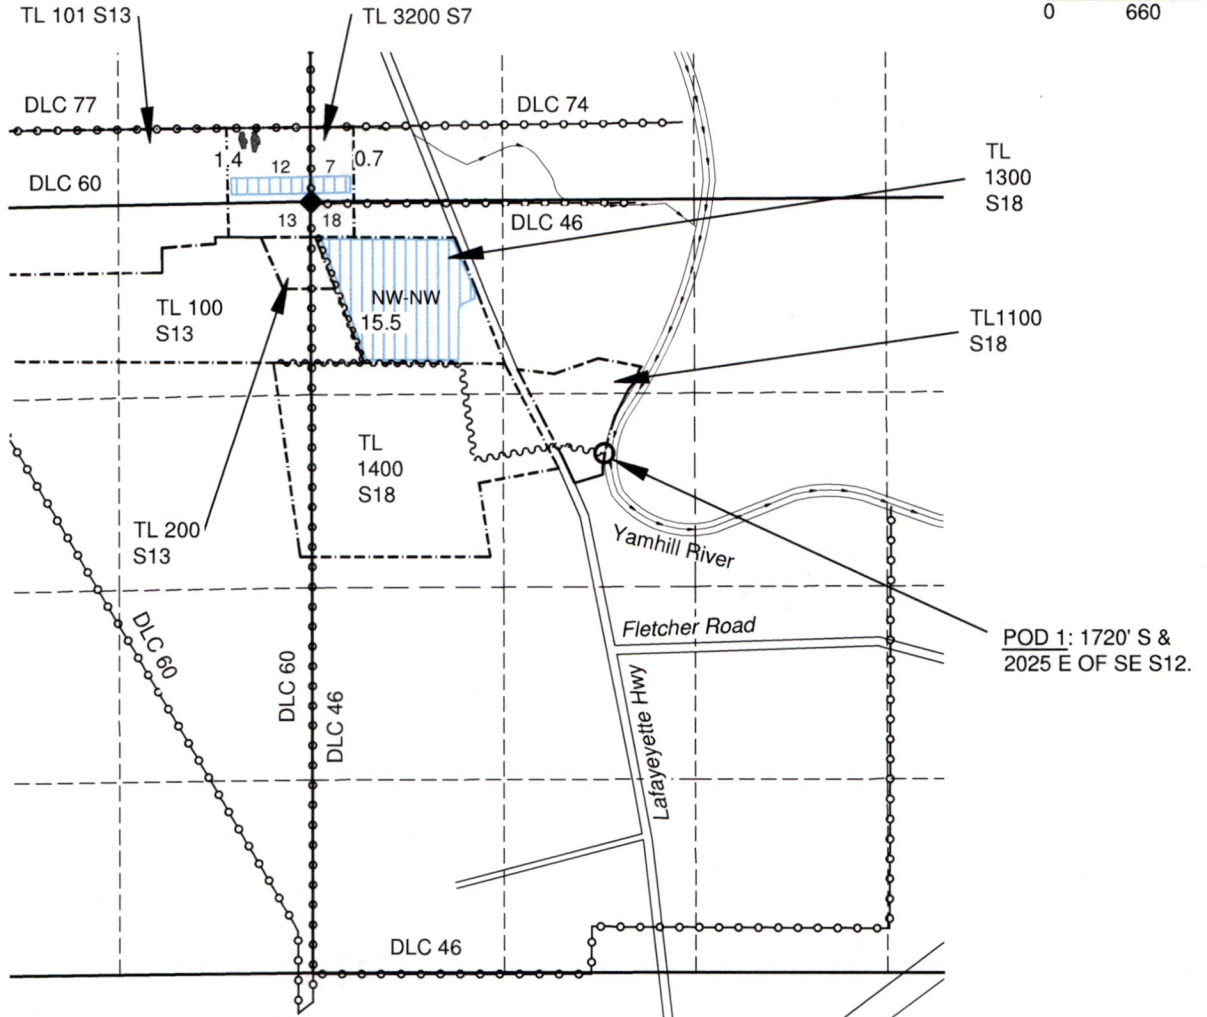 TL 101 S13
TL 3200 S7
0 660
DLC 77
DLC 74
1.4
12
7
0.7
DLC 60
13
18
DLC 46
TL
1300
S18
NW-NW
15.5
TL 100
S13
TL1100
S18
TL
1400
S18
TL 200
S13
Yamhill River
POD 1: 1720' S &
2025 E OF SE S12.
Fletcher Road
DLC 60
DLC 60
DLC 46
Lafayeyette Hwy
DLC 46